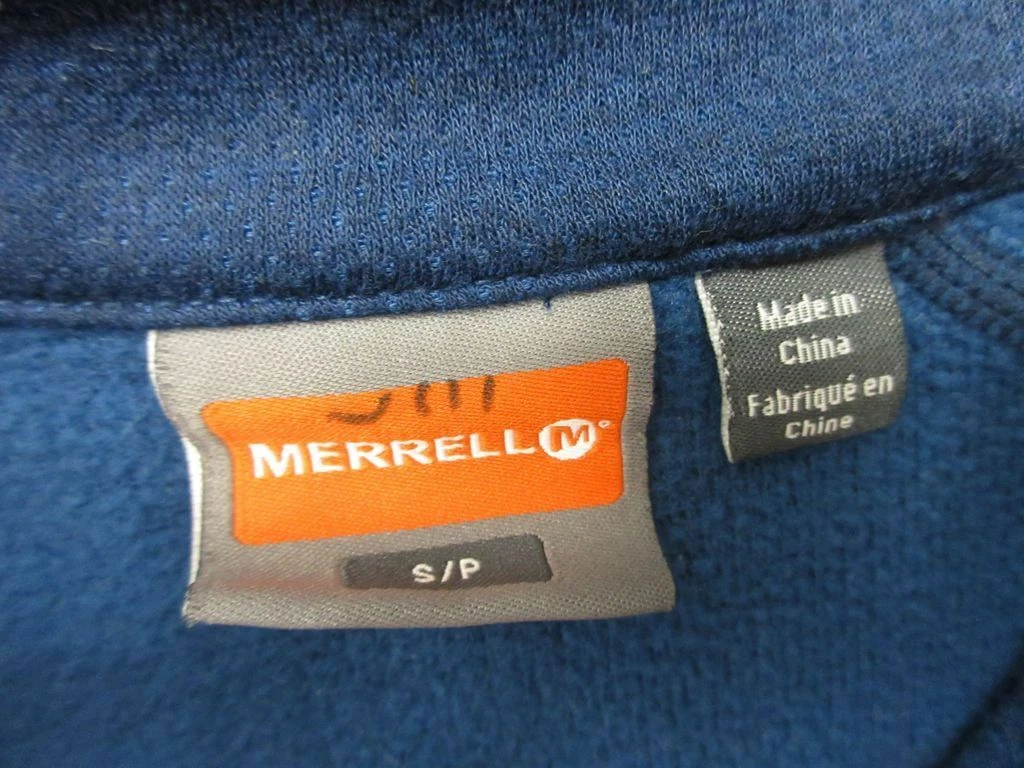 MERRELL M
S/P
Made in
China
Fabriqué en
Chine